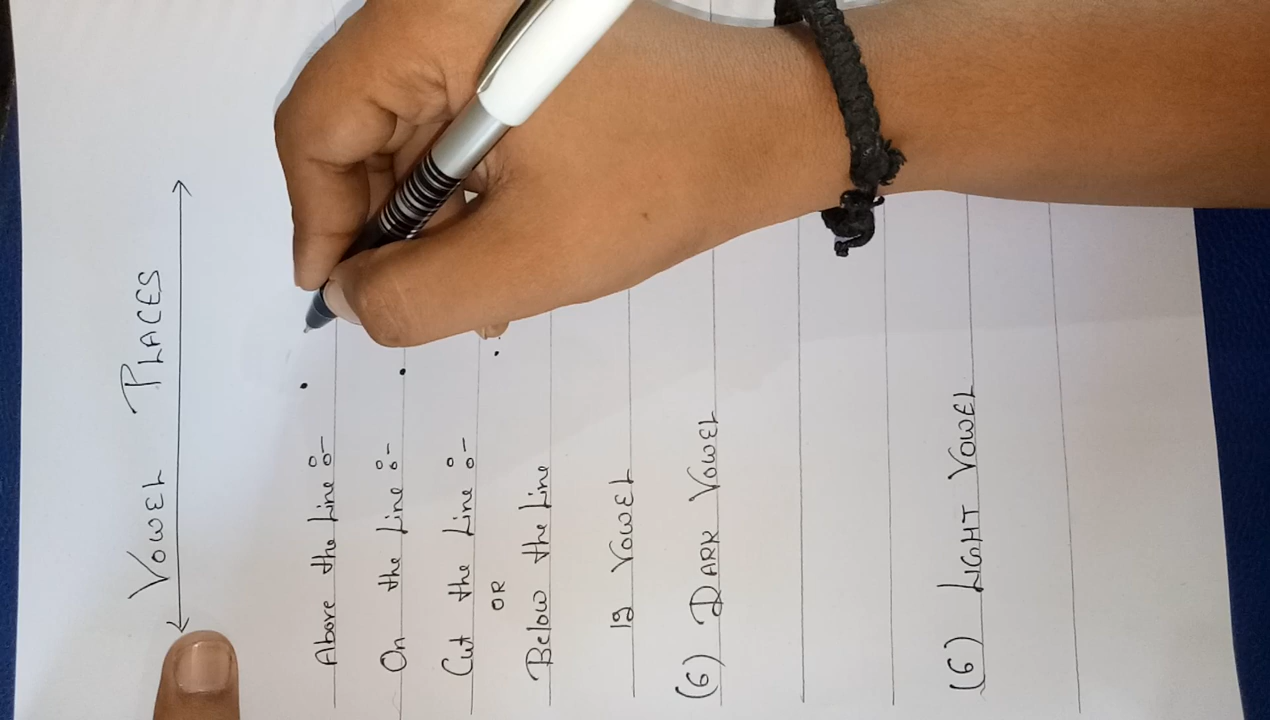 VOWEL PLACES
Above the Line :-
On the Line :-
Cut the Line :-
OR
Below the Line
12 VOWEL
(6) DARK VOWEL
(6) LIGHT VOWEL